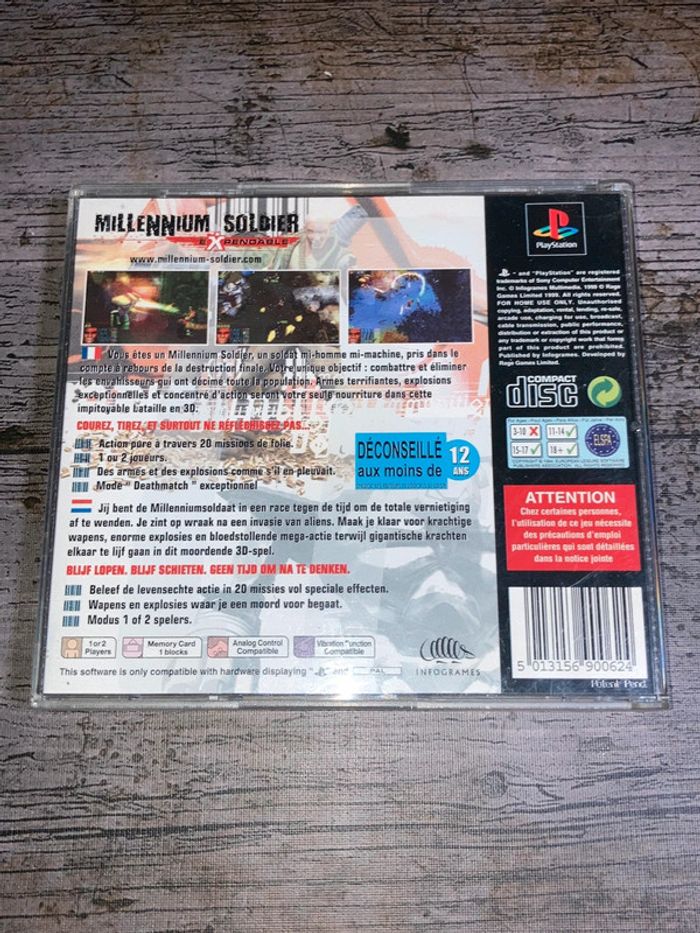 MILLENNIUM SOLDIER
EXPENDABLE
www.millennium-soldier.com
Vous êtes un Millennium Soldier, un soldat mi-homme mi-machine, pris dans le
compte à rebours de la destruction finale. Votre unique objectif : combattre et éliminer
les envahisseurs qui ont décimé toute la population. Armes terrifiantes, explosions
exceptionnelles et concentré d'action seront votre seule nourriture dans cette
impitoyable bataille en 3D.
COUREZ, TIREZ, ET SURTOUT NE RÉFLÉCHISSEZ PAS...
Action pure à travers 20 missions de folie.
1 ou 2 joueurs.
Des armes et des explosions comme s'il en pleuvait.
Mode "Deathmatch" exceptionnel
DÉCONSEILLÉ
aux moins de
12
ANS
Jij bent de Millenniumsoldaat in een race tegen de tijd om de totale vernietiging
af te wenden. Je zint op wraak na een invasie van aliens. Maak je klaar voor krachtige
wapens, enorme explosies en bloedstollende mega-actie terwijl gigantische krachten
elkaar te lijf gaan in dit moordende 3D-spel.
BLIJF LOPEN. BLIJF SCHIETEN. GEEN TIJD OM NA TE DENKEN.
Beleef de levensechte actie in 20 missies vol speciale effecten.
Wapens en explosies waar je een moord voor begaat.
Modus 1 of 2 spelers.
1 or 2
Players
Memory Card
1 blocks
Analog Control
Compatible
Vibration Function
Compatible
INFOGRAMES
This software is only compatible with hardware displaying " " and PAL
PlayStation
- and "PlayStation" are registered
trademarks of Sony Computer Entertainment
Inc. © Infogrames Multimedia. 1999 © Rage
Games Limited 1999. All rights reserved.
FOR HOME USE ONLY. Unauthorised
copying, adaptation, rental, lending, re-sale,
arcade use, charging for use, broadcast,
cable transmission, public performance,
distribution or extraction of this product or
any trademark or copyright work that forms
part of this product are prohibited.
Published by Infogrames. Developed by
Rage Games Limited.
COMPACT
disc
3-10
11-14
15-17
18+
ELSPA
ATTENTION
Chez certaines personnes,
l'utilisation de ce jeu nécessite
des précautions d'emploi
particulières qui sont détaillées
dans la notice jointe
5 013156 900624
Patent Pend